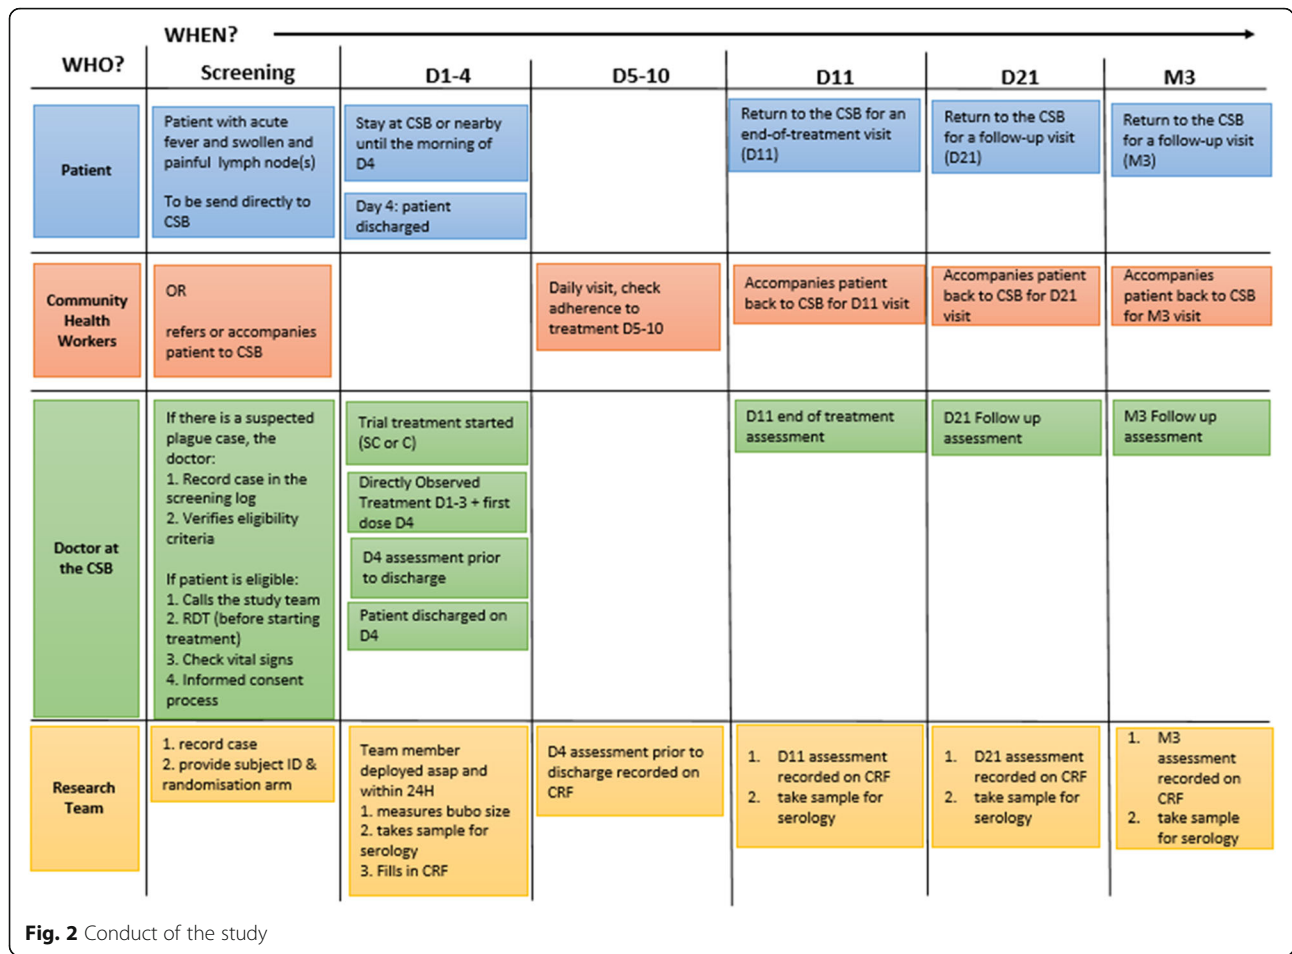 WHEN?
WHO?
Screening
D1-4
D5-10
D11
D21
M3
Patient
Patient with acute
fever and swollen and
painful lymph node(s)
To be send directly to
CSB
Stay at CSB or nearby
until the morning of
D4
Day 4: patient
discharged
Return to the CSB for an
end-of-treatment visit
(D11)
Return to the CSB
for a follow-up visit
(D21)
Return to the CSB
for a follow-up visit
(M3)
Community
Health
Workers
OR
refers or accompanies
patient to CSB
Daily visit, check
adherence to
treatment D5-10
Accompanies patient
back to CSB for D11 visit
Accompanies patient
back to CSB for D21
visit
Accompanies
patient back to CSB
for M3 visit
Doctor at
the CSB
If there is a suspected
plague case, the
doctor:
1. Record case in the
screening log
2. Verifies eligibility
criteria
If patient is eligible:
1. Calls the study team
2. RDT (before starting
treatment)
3. Check vital signs
4. Informed consent
process
Trial treatment started
(SC or C)
Directly Observed
Treatment D1-3 + first
dose D4
D4 assessment prior
to discharge
Patient discharged on
D4
D11 end of treatment
assessment
D21 Follow up
assessment
M3 Follow up
assessment
Research
Team
1. record case
2. provide subject ID &
randomisation arm
Team member
deployed asap and
within 24H
1. measures bubo size
2. takes sample for
serology
3. Fills in CRF
D4 assessment prior to
discharge recorded on
CRF
1. D11 assessment
recorded on CRF
2. take sample for
serology
1. D21 assessment
recorded on CRF
2. take sample for
serology
1. M3
assessment
recorded on
CRF
2. take sample
for serology
Fig. 2 Conduct of the study